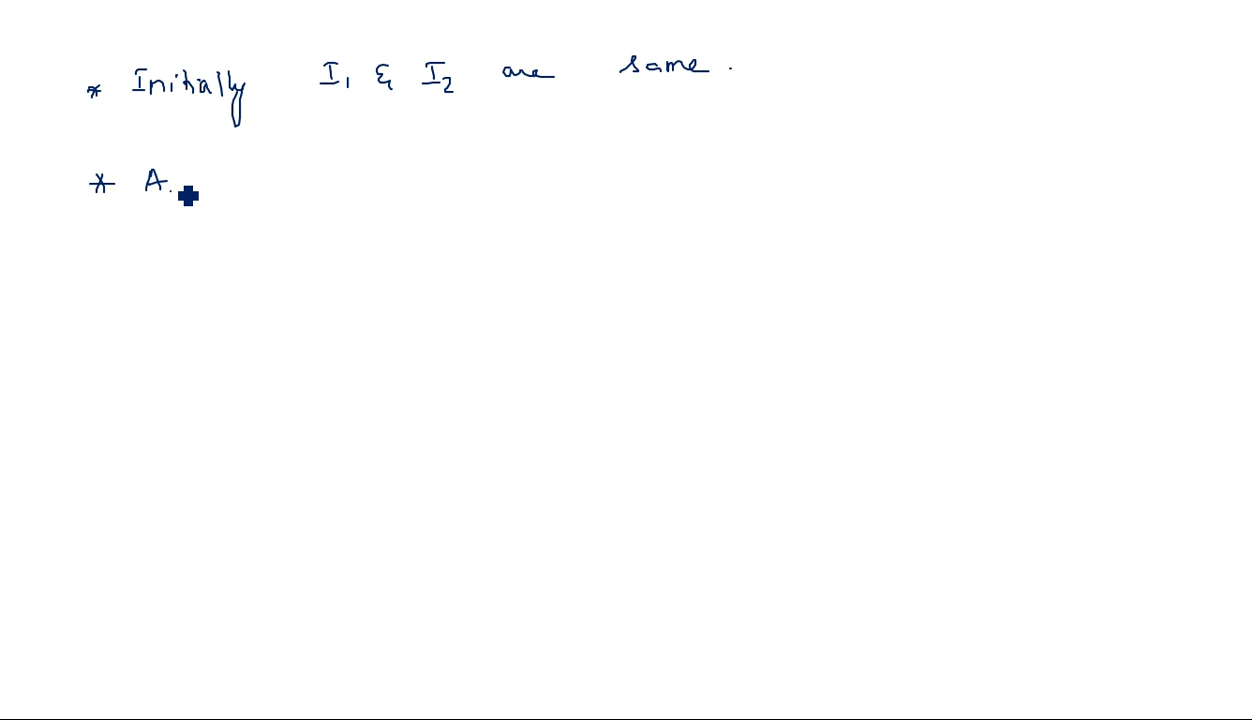 * Initially I₁ & I₂ are same.
* A.